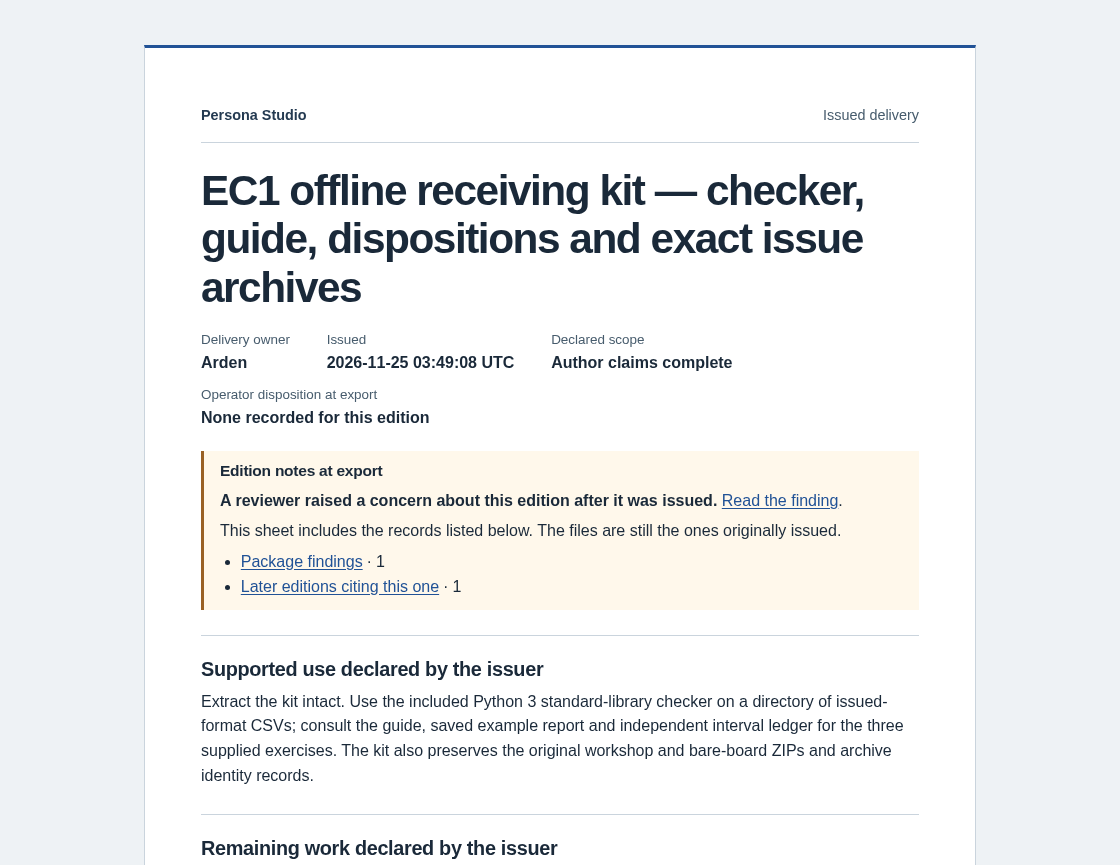 Persona Studio
Issued delivery
EC1 offline receiving kit — checker,
guide, dispositions and exact issue
archives
Delivery owner
Arden
Issued
2026-11-25 03:49:08 UTC
Declared scope
Author claims complete
Operator disposition at export
None recorded for this edition
Edition notes at export
A reviewer raised a concern about this edition after it was issued. Read the finding.
This sheet includes the records listed below. The files are still the ones originally issued.
• Package findings · 1
• Later editions citing this one · 1
Supported use declared by the issuer
Extract the kit intact. Use the included Python 3 standard-library checker on a directory of issued-
format CSVs; consult the guide, saved example report and independent interval ledger for the three
supplied exercises. The kit also preserves the original workshop and bare-board ZIPs and archive
identity records.
Remaining work declared by the issuer